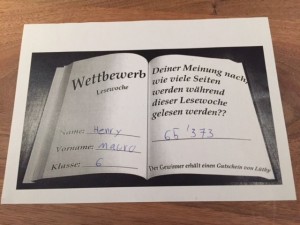 Wettbewerb
Lesewoche
Name: Henry
Vorname: Mauro
Klasse: 6
Deiner Meinung nach,
wie viele Seiten
werden während
dieser Lesewoche
gelesen werden??
65'373
Der Gewinner erhält einen Gutschein von Lüthy